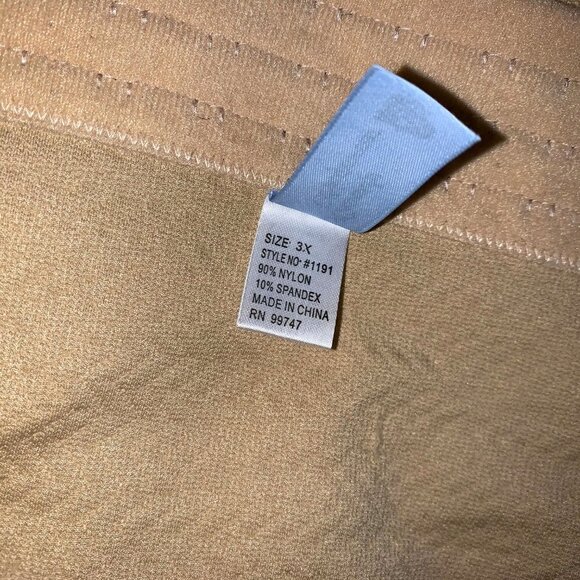 SIZE: 3X
STYLE NO: #1191
90% NYLON
10% SPANDEX
MADE IN CHINA
RN 99747